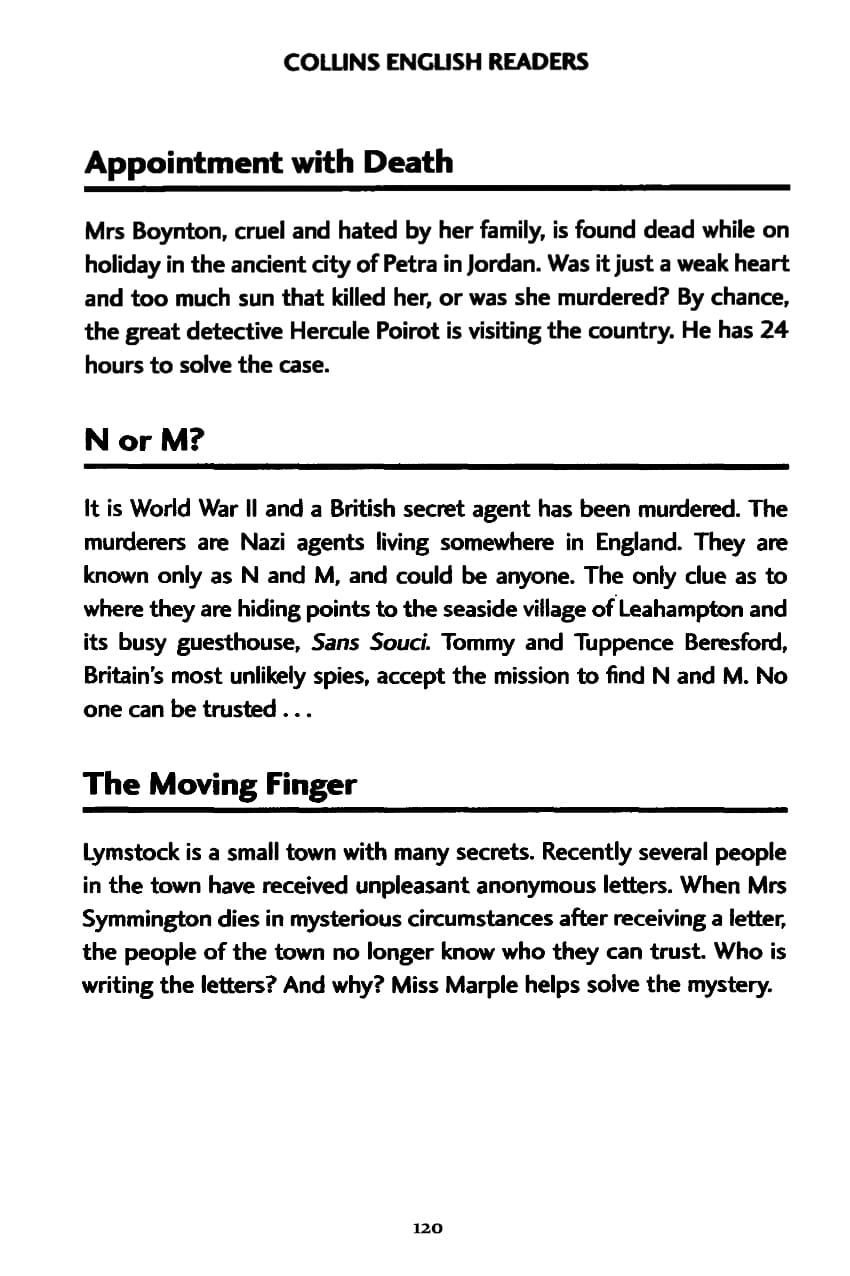 COLLINS ENGLISH READERS
Appointment with Death
Mrs Boynton, cruel and hated by her family, is found dead while on
holiday in the ancient city of Petra in Jordan. Was it just a weak heart
and too much sun that killed her, or was she murdered? By chance,
the great detective Hercule Poirot is visiting the country. He has 24
hours to solve the case.
N or M?
It is World War II and a British secret agent has been murdered. The
murderers are Nazi agents living somewhere in England. They are
known only as N and M, and could be anyone. The only clue as to
where they are hiding points to the seaside village of Leahampton and
its busy guesthouse, Sans Souci. Tommy and Tuppence Beresford,
Britain's most unlikely spies, accept the mission to find N and M. No
one can be trusted . . .
The Moving Finger
Lymstock is a small town with many secrets. Recently several people
in the town have received unpleasant anonymous letters. When Mrs
Symmington dies in mysterious circumstances after receiving a letter,
the people of the town no longer know who they can trust. Who is
writing the letters? And why? Miss Marple helps solve the mystery.
120